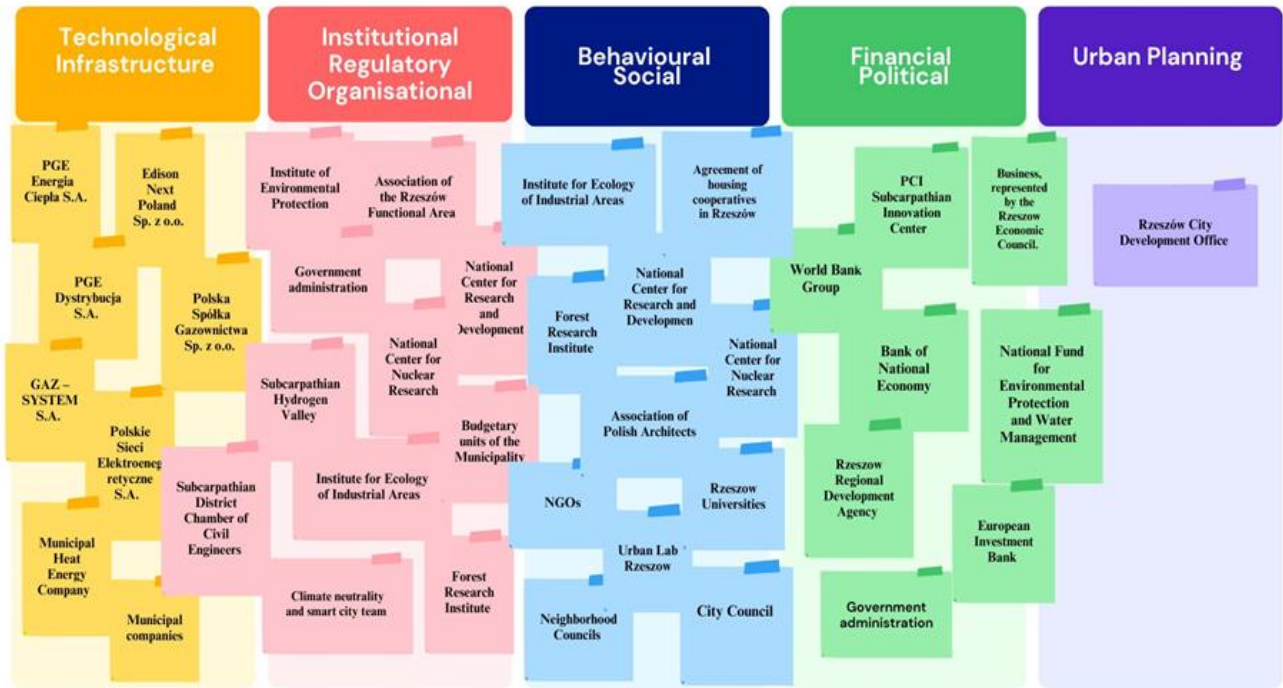 Technological
Infrastructure
Institutional
Regulatory
Organisational
Behavioural
Social
Financial
Political
Urban Planning
PGE
Energia
Ciepła S.A.
Edison
Next
Poland
Sp. z o.o.
PGE
Dystrybucja
S.A.
Polska
Spółka
Gazownictwa
Sp. z o.o.
GAZ –
SYSTEM
S.A.
Polskie
Sieci
Elektroeneg
retyczne
S.A.
Municipal
Heat
Energy
Company
Municipal
companies
Institute of
Environmental
Protection
Association of
the Rzeszów
Functional Area
Government
administration
National
Center for
Research
and
Development
National
Center for
Nuclear
Research
Subcarpathian
Hydrogen
Valley
Budgetary
units of the
Municipality
Institute for Ecology
of Industrial Areas
Subcarpathian
District
Chamber of
Civil
Engineers
Climate neutrality
and smart city team
Forest
Research
Institute
Institute for Ecology
of Industrial Areas
Agreement of
housing
cooperatives
in Rzeszów
National
Center for
Research and
Developmen
Forest
Research
Institute
National
Center for
Nuclear
Research
Association of
Polish Architects
NGOs
Rzeszow
Universities
Urban Lab
Rzeszow
Neighborhood
Councils
City Council
PCI
Subcarpathian
Innovation
Center
Business,
represented
by the
Rzeszow
Economic
Council.
World Bank
Group
Bank of
National
Economy
National Fund
for
Environmental
Protection
and Water
Management
Rzeszow
Regional
Development
Agency
European
Investment
Bank
Government
administration
Rzeszów City
Development Office